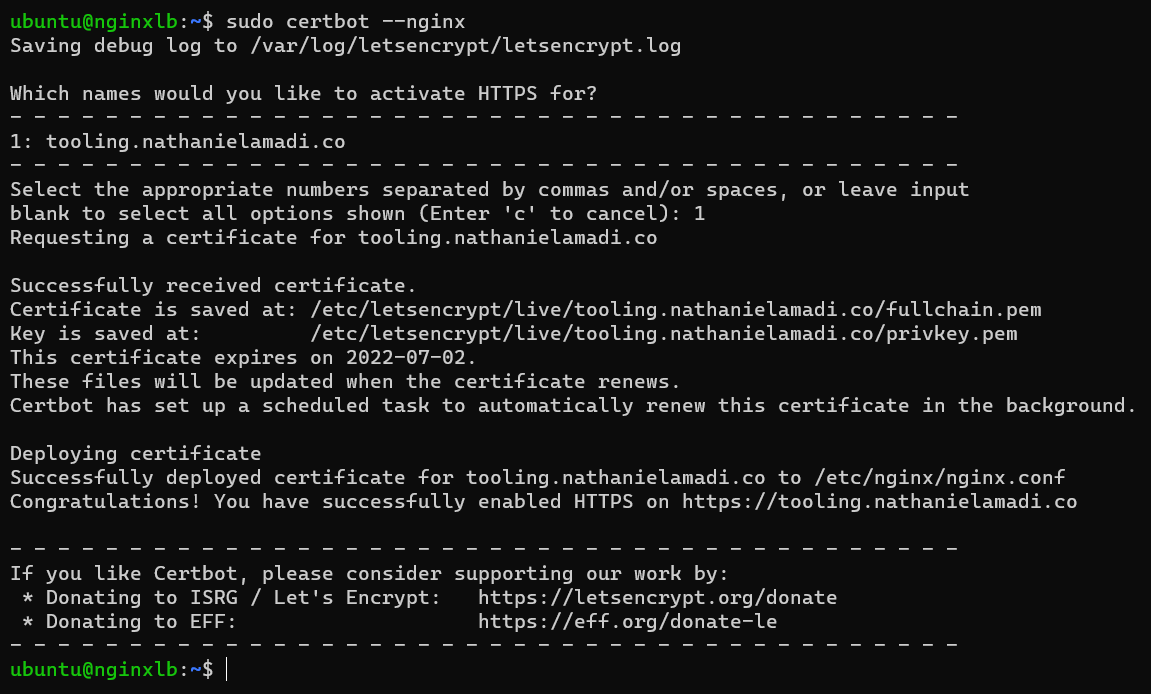 ubuntu@nginxlb:~$ sudo certbot --nginx
Saving debug log to /var/log/letsencrypt/letsencrypt.log
Which names would you like to activate HTTPS for?
- - - - - - - - - - - - - - - - - - - - - - - - - - - - - - - - - - - - - - - -
1: tooling.nathanielamadi.co
- - - - - - - - - - - - - - - - - - - - - - - - - - - - - - - - - - - - - - - -
Select the appropriate numbers separated by commas and/or spaces, or leave input
blank to select all options shown (Enter 'c' to cancel): 1
Requesting a certificate for tooling.nathanielamadi.co
Successfully received certificate.
Certificate is saved at: /etc/letsencrypt/live/tooling.nathanielamadi.co/fullchain.pem
Key is saved at:         /etc/letsencrypt/live/tooling.nathanielamadi.co/privkey.pem
This certificate expires on 2022-07-02.
These files will be updated when the certificate renews.
Certbot has set up a scheduled task to automatically renew this certificate in the background.
Deploying certificate
Successfully deployed certificate for tooling.nathanielamadi.co to /etc/nginx/nginx.conf
Congratulations! You have successfully enabled HTTPS on https://tooling.nathanielamadi.co
- - - - - - - - - - - - - - - - - - - - - - - - - - - - - - - - - - - - - - - -
If you like Certbot, please consider supporting our work by:
 * Donating to ISRG / Let's Encrypt:   https://letsencrypt.org/donate
 * Donating to EFF:                    https://eff.org/donate-le
- - - - - - - - - - - - - - - - - - - - - - - - - - - - - - - - - - - - - - - -
ubuntu@nginxlb:~$